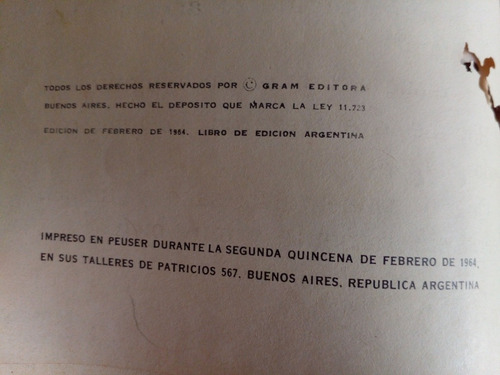 TODOS LOS DERECHOS RESERVADOS POR © GRAM EDITORA
BUENOS AIRES, HECHO EL DEPOSITO QUE MARCA LA LEY 11.723
EDICION DE FEBRERO DE 1964. LIBRO DE EDICION ARGENTINA
IMPRESO EN PEUSER DURANTE LA SEGUNDA QUINCENA DE FEBRERO DE 1964,
EN SUS TALLERES DE PATRICIOS 567, BUENOS AIRES, REPUBLICA ARGENTINA